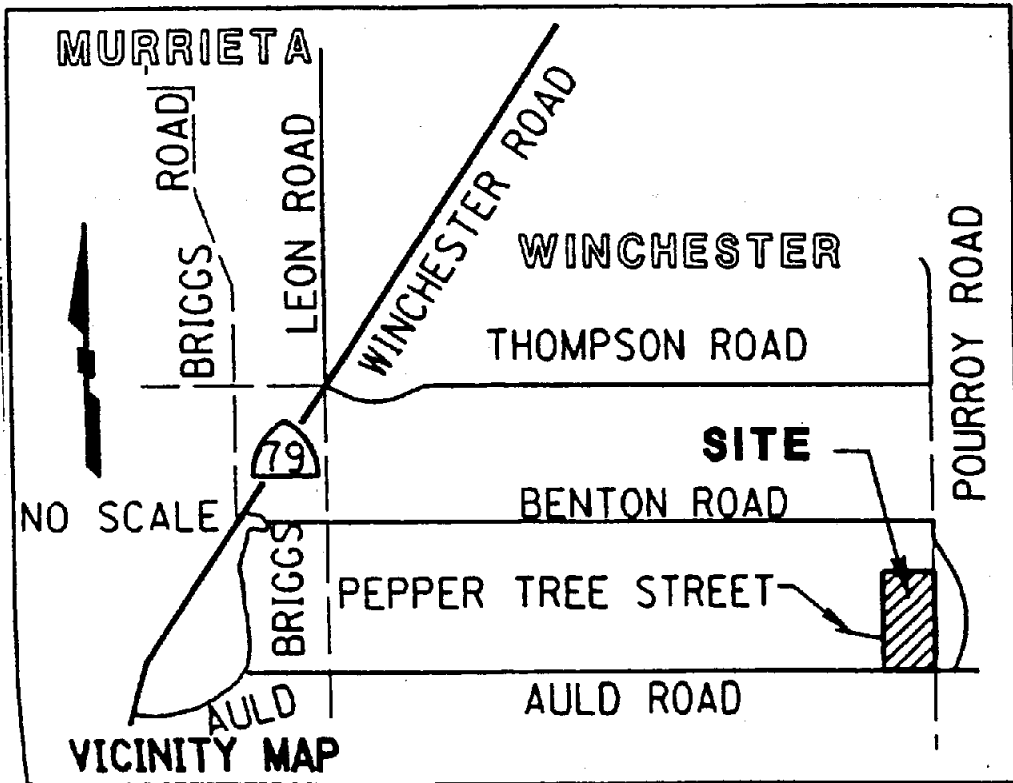 MURRIETA
BRIGGS ROAD
LEON ROAD
WINCHESTER ROAD
WINCHESTER
POURROY ROAD
THOMPSON ROAD
79
SITE
NO SCALE
BENTON ROAD
BRIGGS
PEPPER TREE STREET
AULD
AULD ROAD
VICINITY MAP